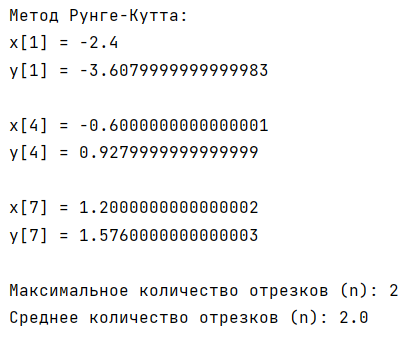 Метод Рунге-Кутта:
x[1] = -2.4
y[1] = -3.6079999999999983
x[4] = -0.6000000000000001
y[4] = 0.9279999999999999
x[7] = 1.2000000000000002
y[7] = 1.5760000000000003
Максимальное количество отрезков (n): 2
Среднее количество отрезков (n): 2.0